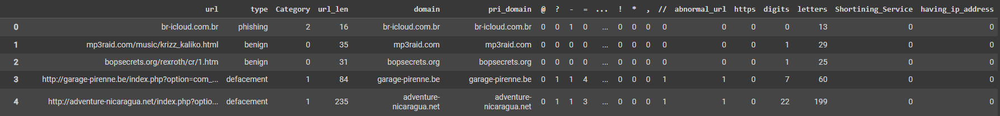 url type Category url_len domain pri_domain @ ? - = ... ! * , // abnormal_url https digits letters Shortining_Service having_ip_address
0 br-icloud.com.br phishing 2 16 br-icloud.com.br br-icloud.com.br 0 0 1 0 ... 0 0 0 0 0 0 0 13 0 0
1 mp3raid.com/music/krizz_kaliko.html benign 0 35 mp3raid.com mp3raid.com 0 0 0 0 ... 0 0 0 0 0 0 1 29 0 0
2 bopsecrets.org/rexroth/cr/1.htm benign 0 31 bopsecrets.org bopsecrets.org 0 0 0 0 ... 0 0 0 0 0 0 1 25 0 0
3 http://garage-pirenne.be/index.php?option=com_... defacement 1 84 garage-pirenne.be garage-pirenne.be 0 1 1 4 ... 0 0 0 1 1 0 7 60 0 0
4 http://adventure-nicaragua.net/index.php?optio... defacement 1 235 adventure- adventure- 0 1 1 3 ... 0 0 0 1 1 0 22 199 0 0
nicaragua.net nicaragua.net